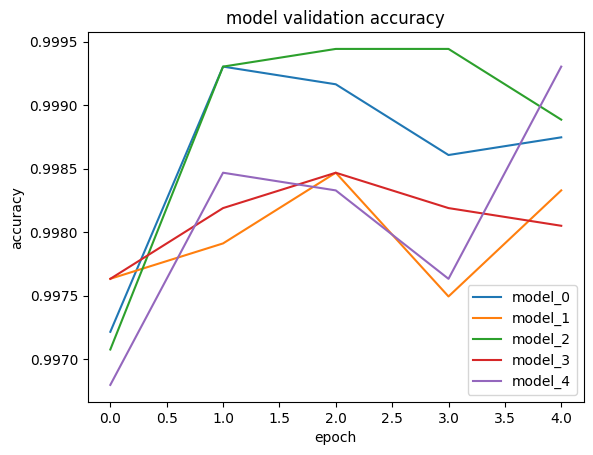 model validation accuracy
0.9995
0.9990
0.9985
0.9980
0.9975
0.9970
accuracy
model_0
model_1
model_2
model_3
model_4
0.0 0.5 1.0 1.5 2.0 2.5 3.0 3.5 4.0
epoch